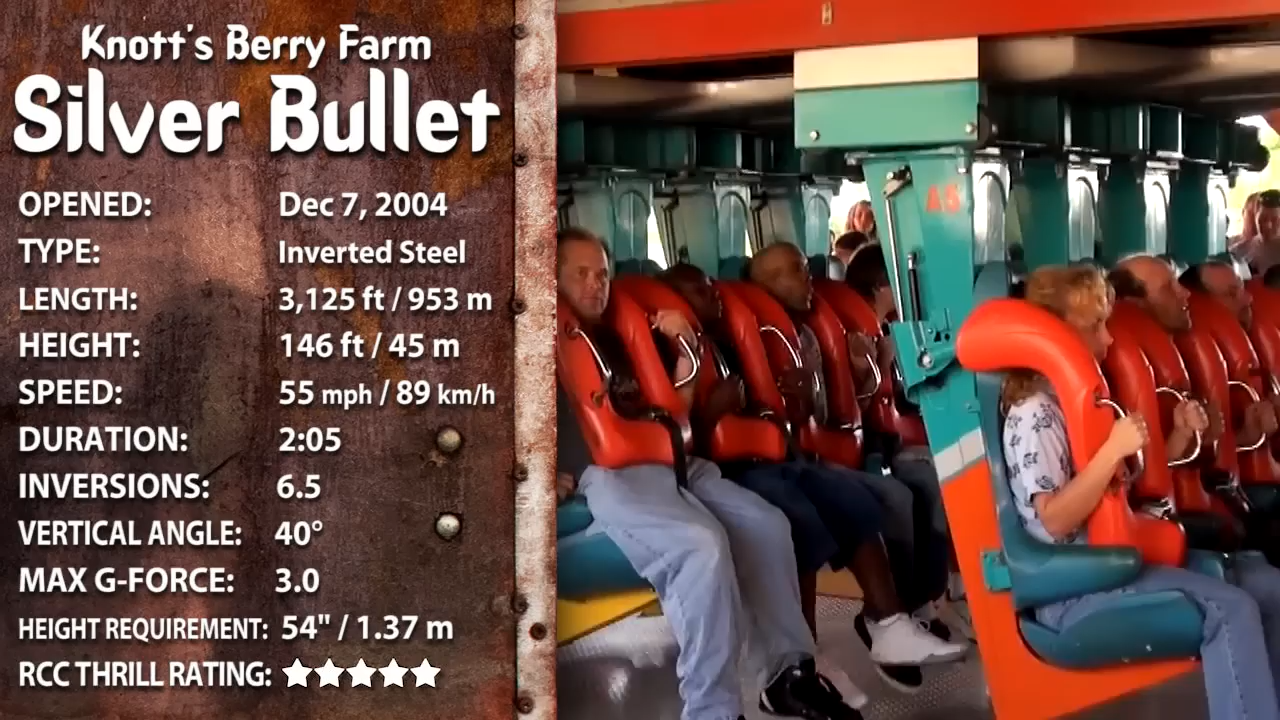 Knott's Berry Farm
Silver Bullet
OPENED: Dec 7, 2004
TYPE: Inverted Steel
LENGTH: 3,125 ft / 953 m
HEIGHT: 146 ft / 45 m
SPEED: 55 mph / 89 km/h
DURATION: 2:05
INVERSIONS: 6.5
VERTICAL ANGLE: 40°
MAX G-FORCE: 3.0
HEIGHT REQUIREMENT: 54" / 1.37 m
RCC THRILL RATING: ★★★★★